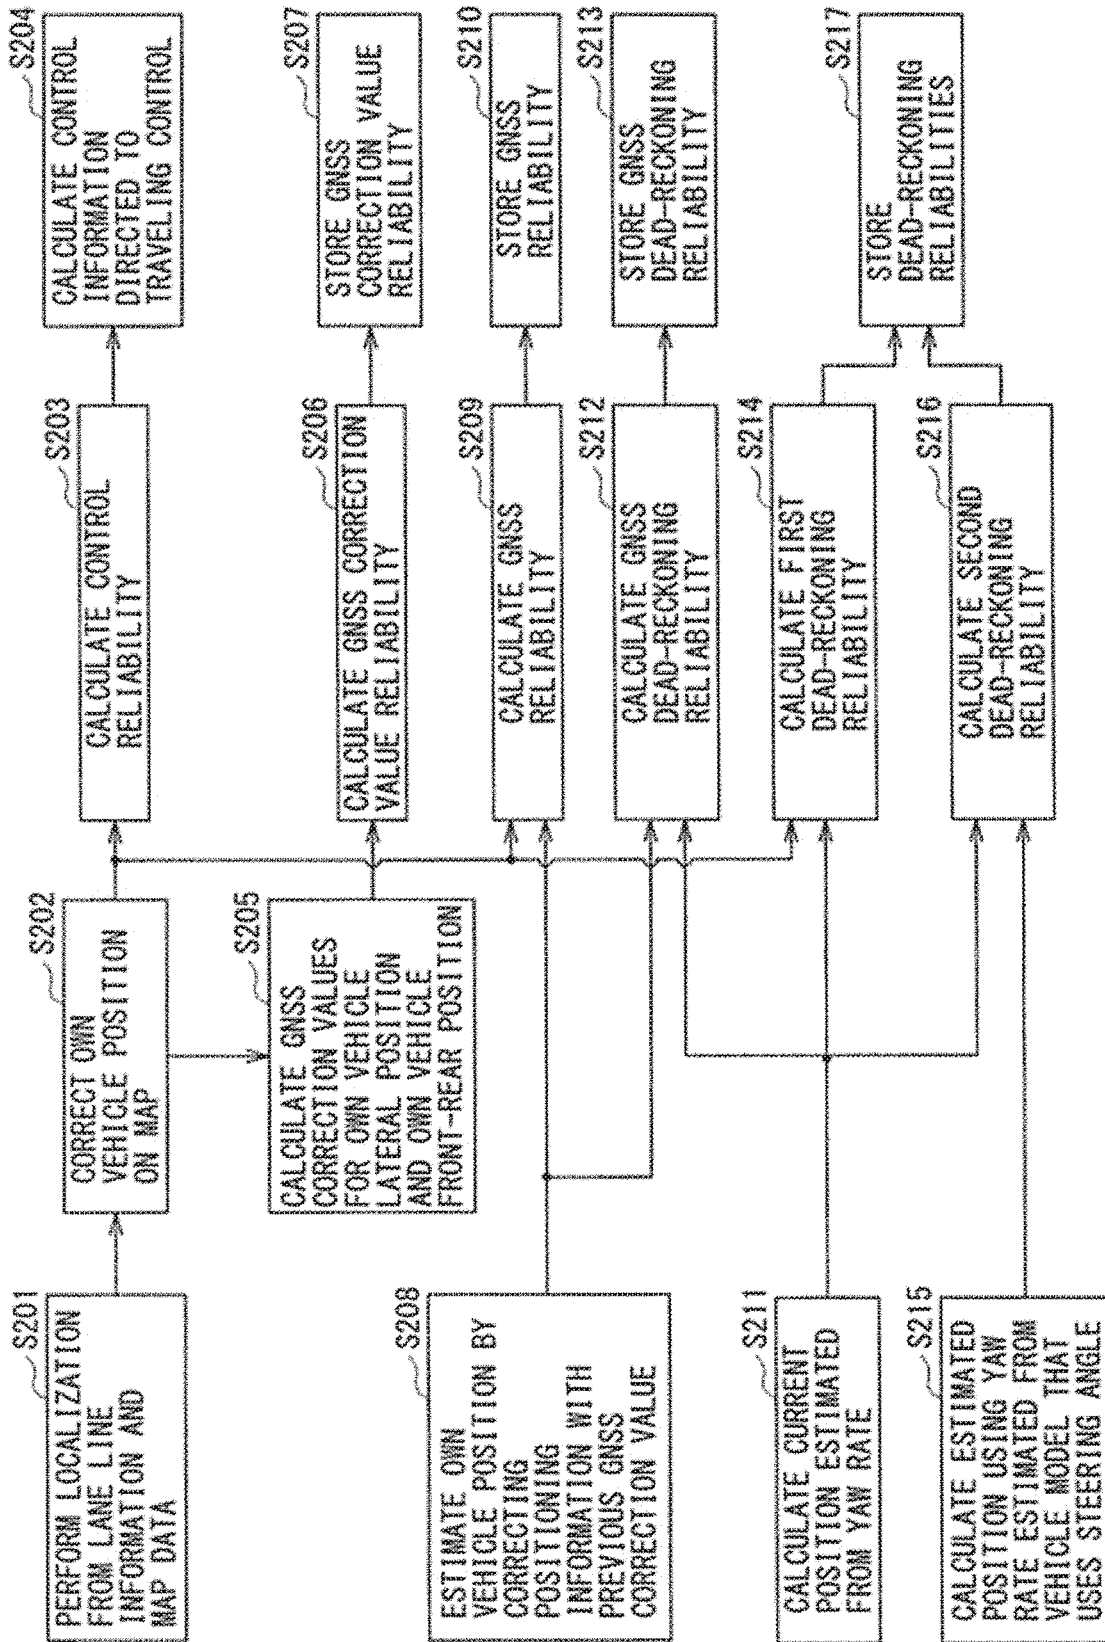 S201
PERFORM LOCALIZATION
FROM LANE LINE
INFORMATION AND
MAP DATA
S202
CORRECT OWN
VEHICLE POSITION
ON MAP
S203
CALCULATE CONTROL
RELIABILITY
S204
CALCULATE CONTROL
INFORMATION
DIRECTED TO
TRAVELING CONTROL
S205
CALCULATE GNSS
CORRECTION VALUES
FOR OWN VEHICLE
LATERAL POSITION
AND OWN VEHICLE
FRONT-REAR POSITION
S206
CALCULATE GNSS CORRECTION
VALUE RELIABILITY
S207
STORE GNSS
CORRECTION VALUE
RELIABILITY
S208
ESTIMATE OWN
VEHICLE POSITION BY
CORRECTING
POSITIONING
INFORMATION WITH
PREVIOUS GNSS
CORRECTION VALUE
S209
CALCULATE GNSS
RELIABILITY
S210
STORE GNSS
RELIABILITY
S211
CALCULATE CURRENT
POSITION ESTIMATED
FROM YAW RATE
S212
CALCULATE GNSS
DEAD-RECKONING
RELIABILITY
S213
STORE GNSS
DEAD-RECKONING
RELIABILITY
S214
CALCULATE FIRST
DEAD-RECKONING
RELIABILITY
S215
CALCULATE ESTIMATED
POSITION USING YAW
RATE ESTIMATED FROM
VEHICLE MODEL THAT
USES STEERING ANGLE
S216
CALCULATE SECOND
DEAD-RECKONING
RELIABILITY
S217
STORE
DEAD-RECKONING
RELIABILITIES